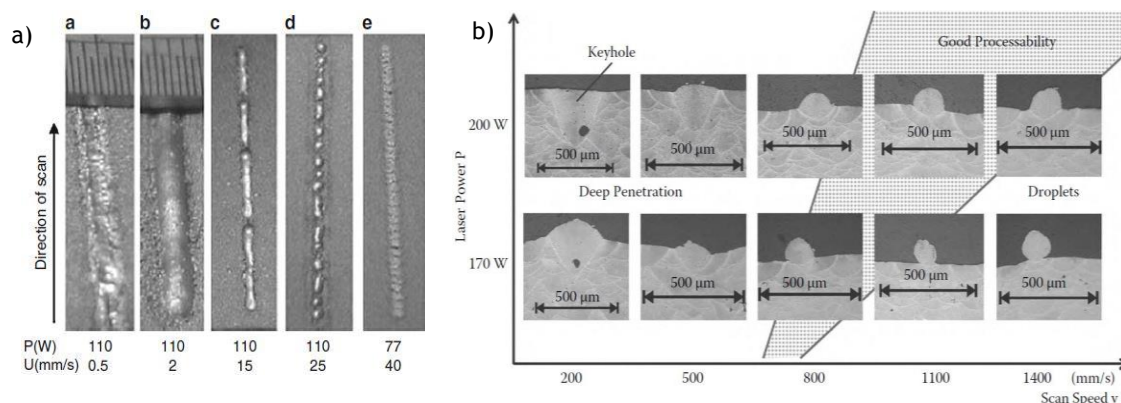 a)
a b c d e
Direction of scan
P(W) 110 110 110 110 77
U(mm/s) 0.5 2 15 25 40
b)
Good Processability
Keyhole
Laser Power P
200 W
500 µm 500 µm 500 µm 500 µm 500 µm
Deep Penetration Droplets
170 W
500 µm 500 µm 500 µm 500 µm 500 µm
200 500 800 1100 1400 (mm/s)
Scan Speed v